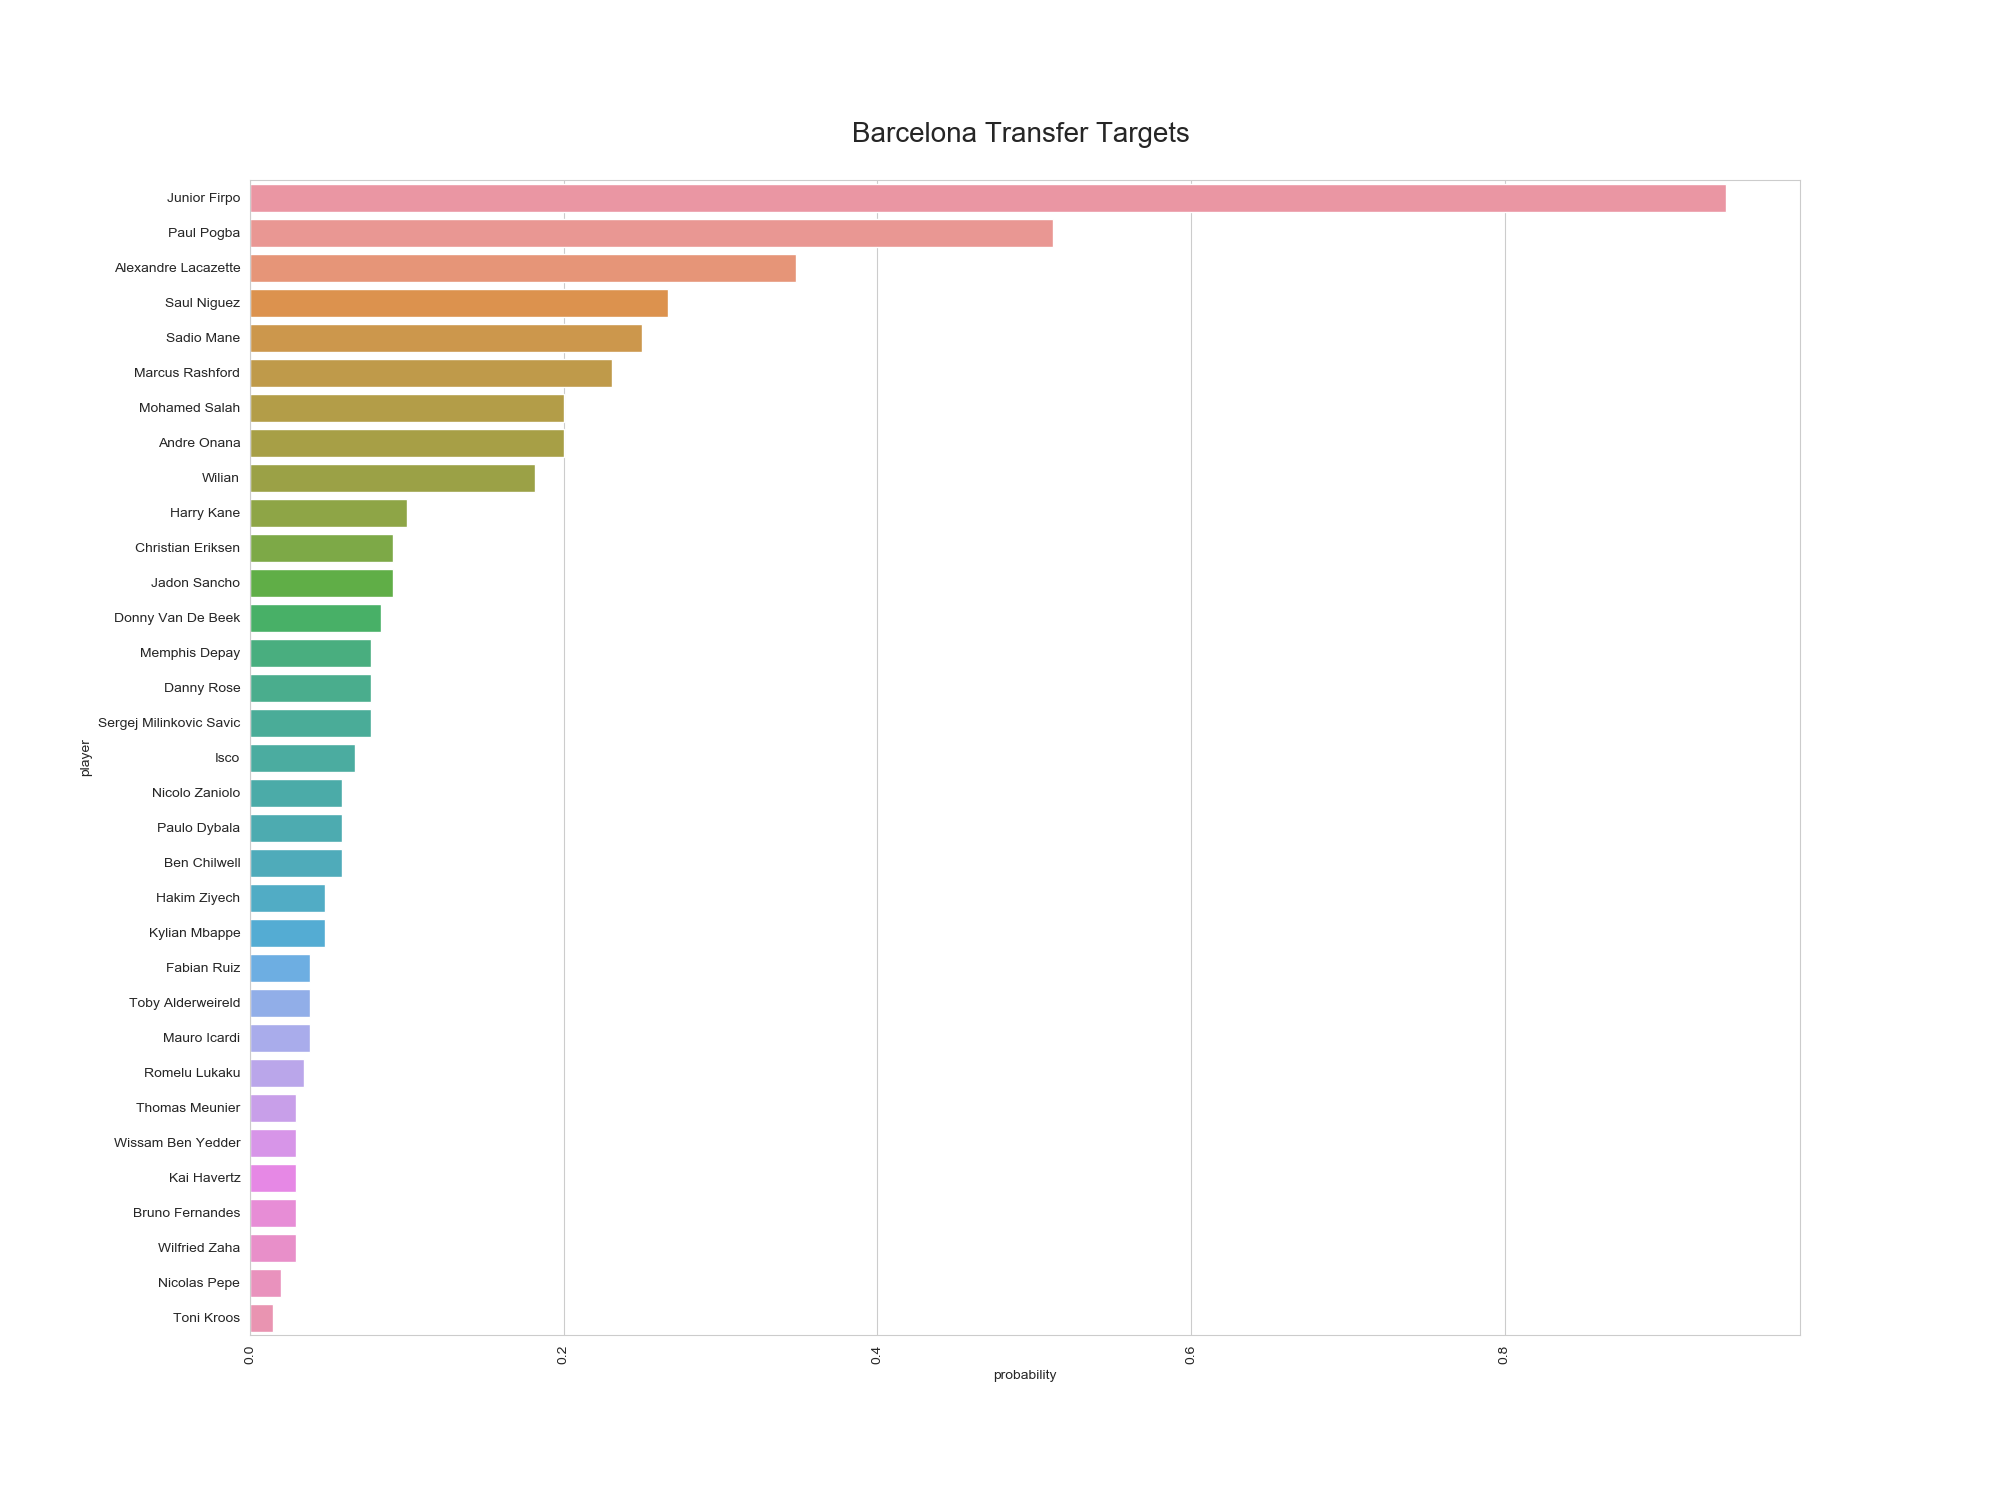 Barcelona Transfer Targets
Junior Firpo
Paul Pogba
Alexandre Lacazette
Saul Niguez
Sadio Mane
Marcus Rashford
Mohamed Salah
Andre Onana
Wilian
Harry Kane
Christian Eriksen
Jadon Sancho
Donny Van De Beek
Memphis Depay
Danny Rose
Sergej Milinkovic Savic
Isco
Nicolo Zaniolo
Paulo Dybala
Ben Chilwell
Hakim Ziyech
Kylian Mbappe
Fabian Ruiz
Toby Alderweireld
Mauro Icardi
Romelu Lukaku
Thomas Meunier
Wissam Ben Yedder
Kai Havertz
Bruno Fernandes
Wilfried Zaha
Nicolas Pepe
Toni Kroos
player
0.0
0.2
0.4
0.6
0.8
probability